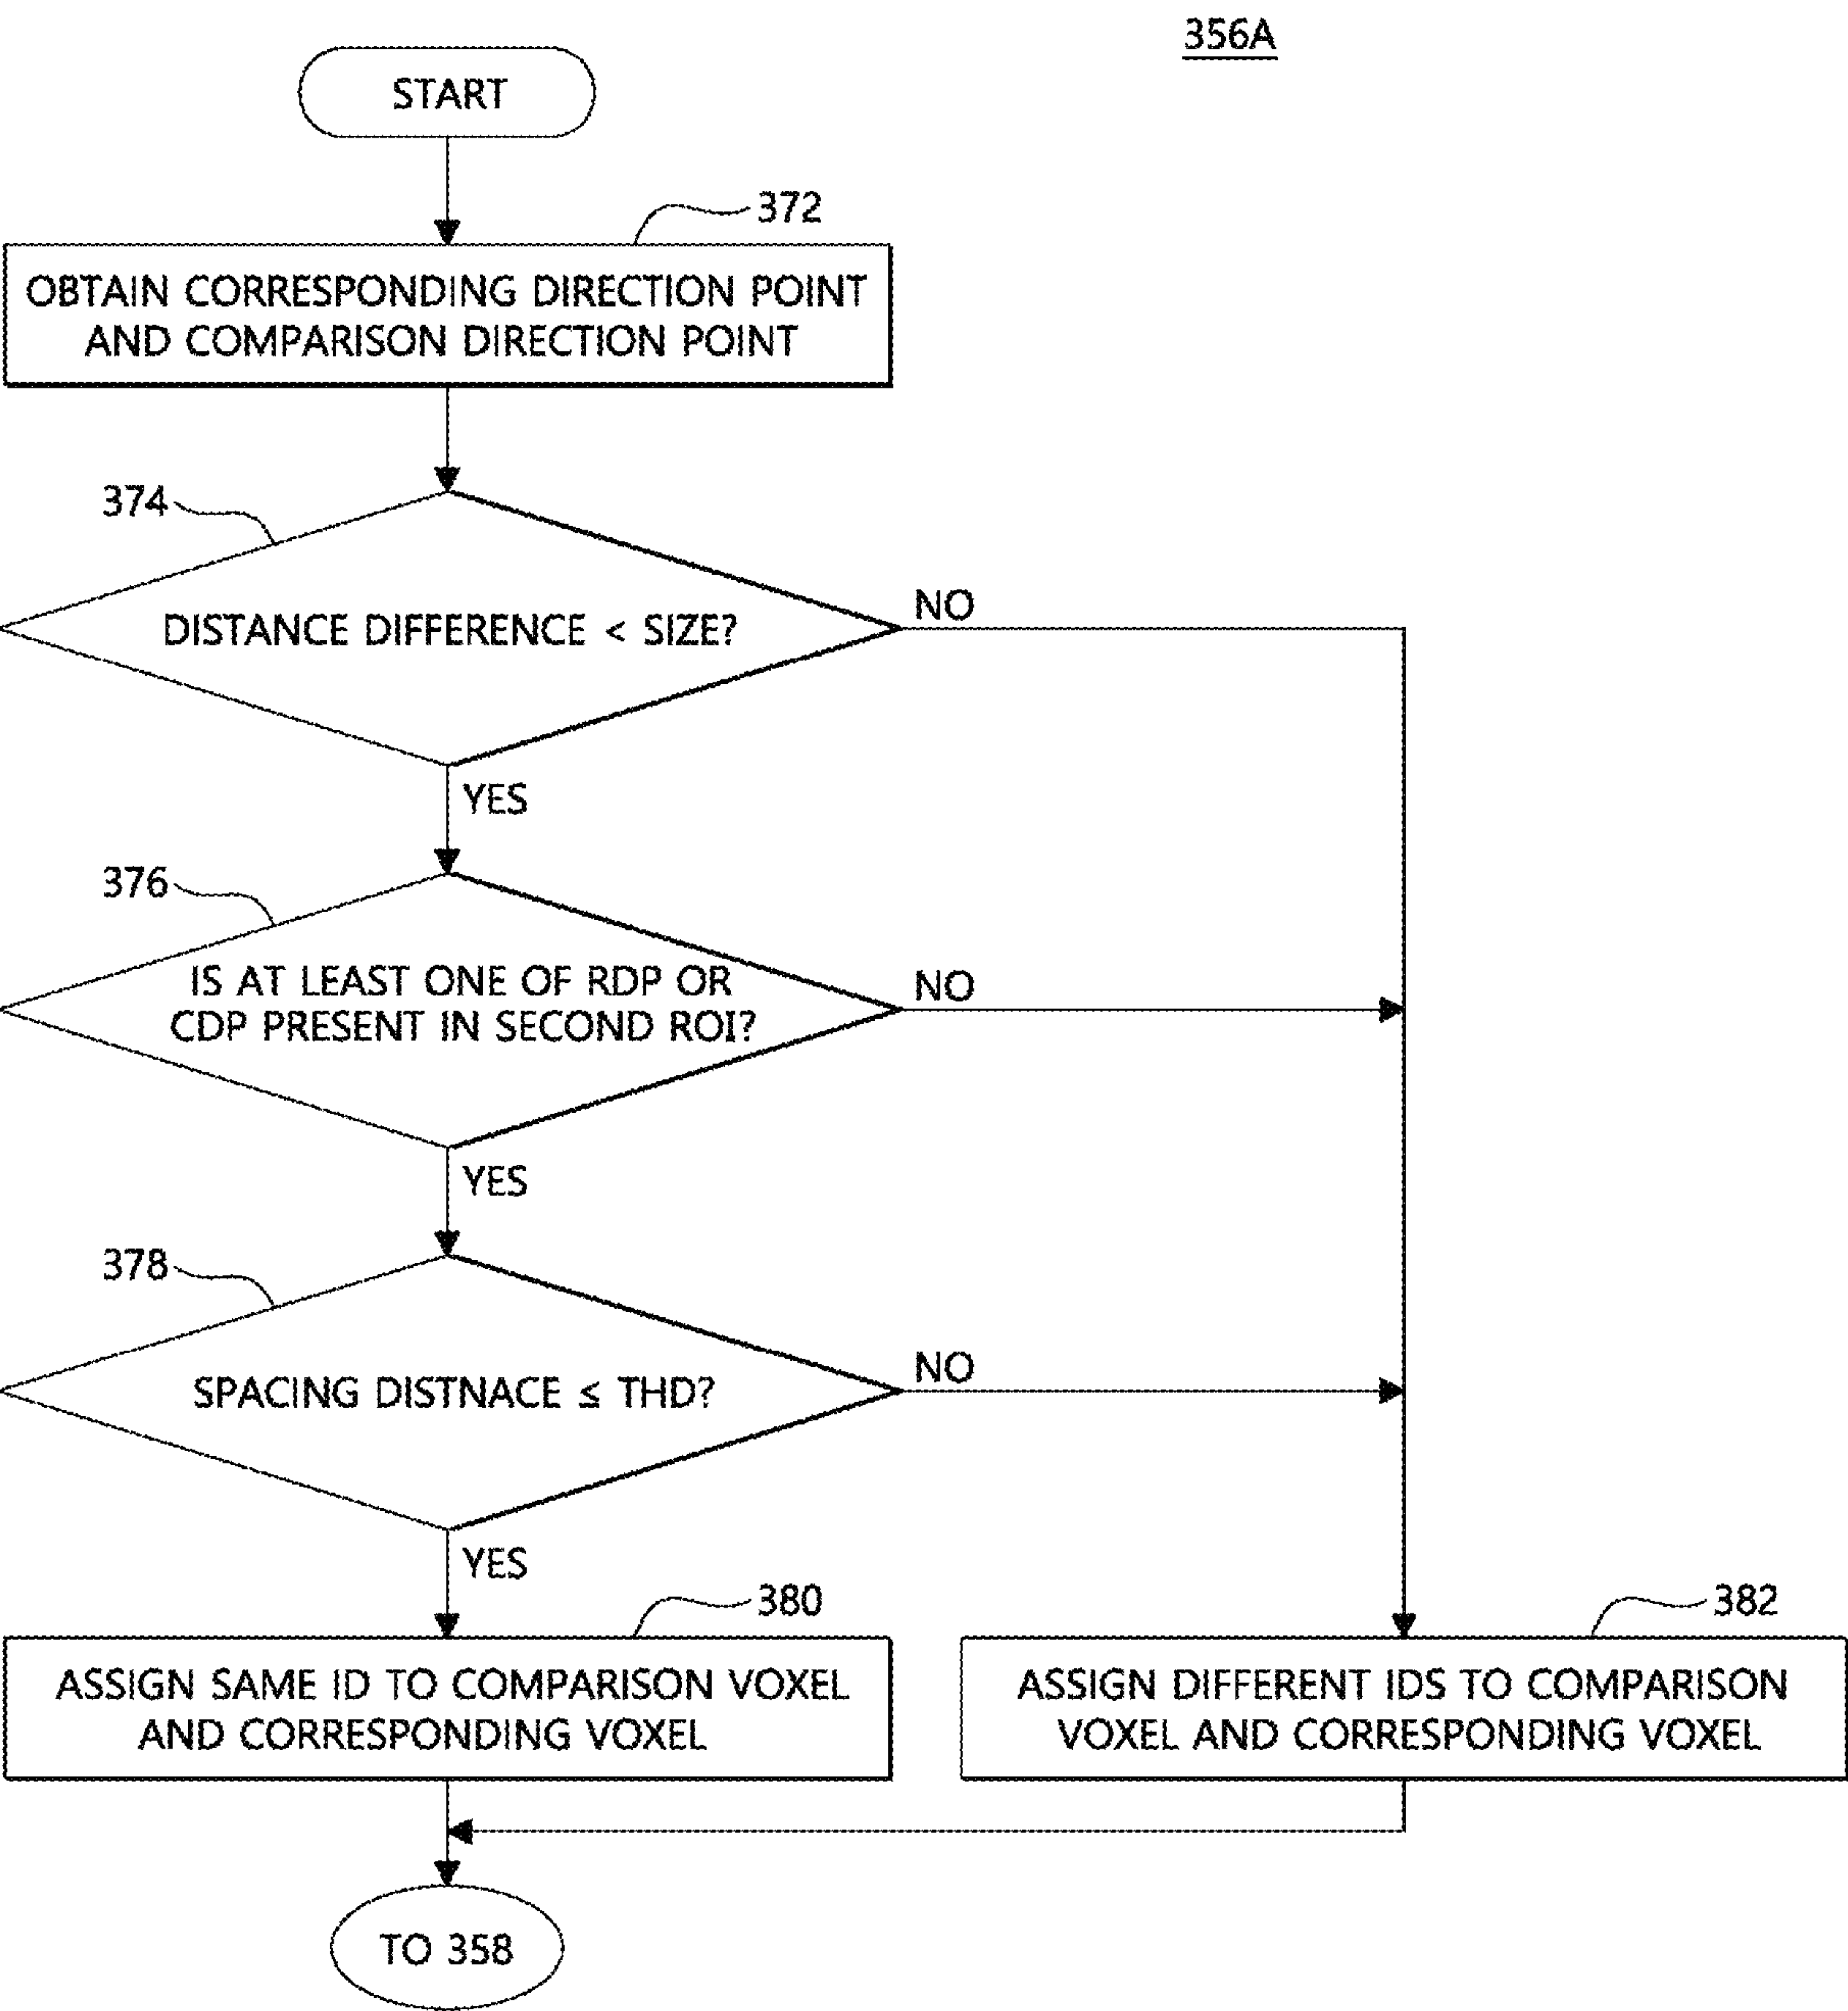 356A
START
372
OBTAIN CORRESPONDING DIRECTION POINT
AND COMPARISON DIRECTION POINT
374
DISTANCE DIFFERENCE < SIZE?
NO
YES
376
IS AT LEAST ONE OF RDP OR
CDP PRESENT IN SECOND ROI?
NO
YES
378
SPACING DISTNACE ≤ THD?
NO
YES
380
ASSIGN SAME ID TO COMPARISON VOXEL
AND CORRESPONDING VOXEL
382
ASSIGN DIFFERENT IDS TO COMPARISON
VOXEL AND CORRESPONDING VOXEL
TO 358